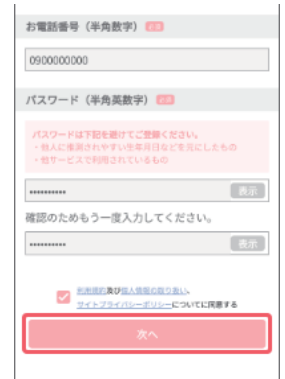 お電話番号（半角数字） 必須
0900000000
パスワード（半角英数字） 必須
パスワードは下記を避けてご登録ください。
・他人に推測されやすい生年月日などを元にしたもの
・他サービスで利用されているもの
•••••••••• 表示
確認のためもう一度入力してください。
•••••••••• 表示
利用規約及び個人情報の取り扱い、
サイトプライバシーポリシーについてに同意する
次へ